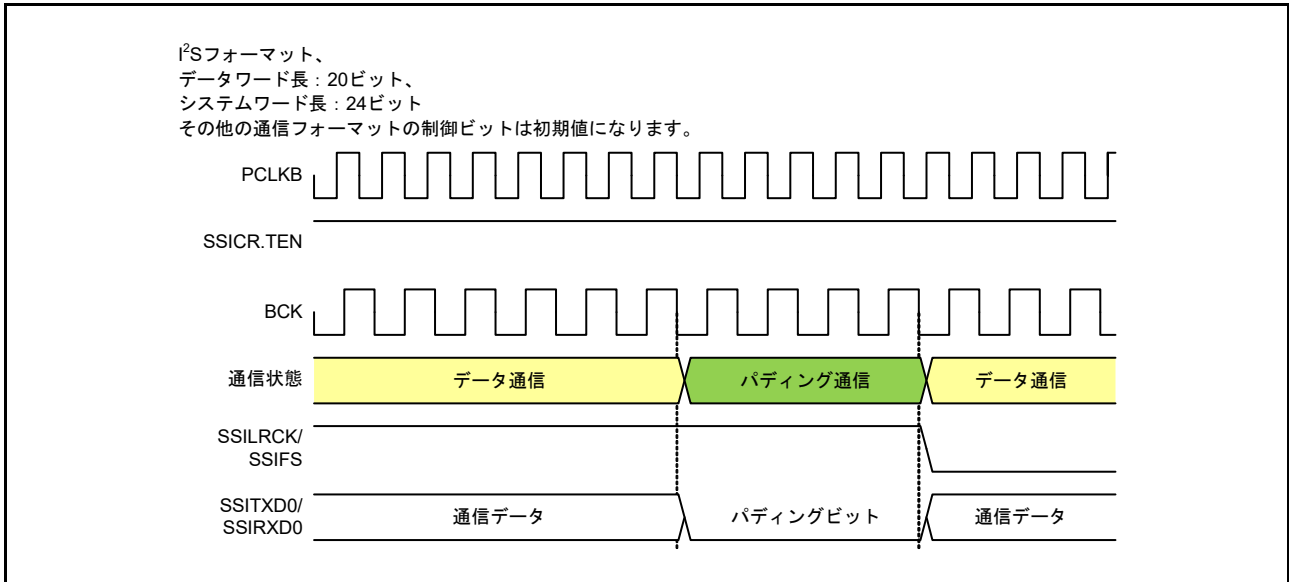 I²Sフォーマット、
データワード長：20ビット、
システムワード長：24ビット
その他の通信フォーマットの制御ビットは初期値になります。
PCLKB
SSICR.TEN
BCK
通信状態
データ通信
パディング通信
データ通信
SSILRCK/
SSIFS
SSITXD0/
SSIRXD0
通信データ
パディングビット
通信データ